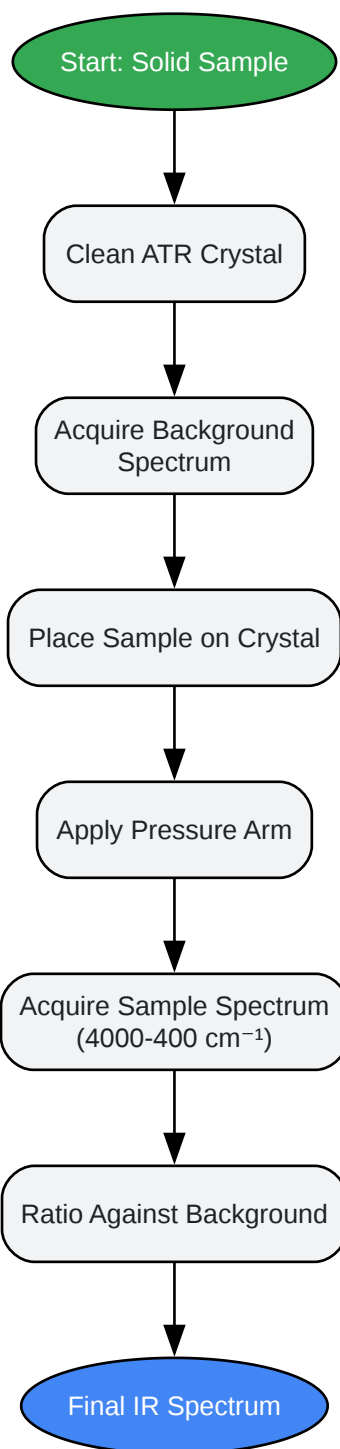 Start: Solid Sample
Clean ATR Crystal
Acquire Background
Spectrum
Place Sample on Crystal
Apply Pressure Arm
Acquire Sample Spectrum
(4000-400 cm⁻¹)
Ratio Against Background
Final IR Spectrum